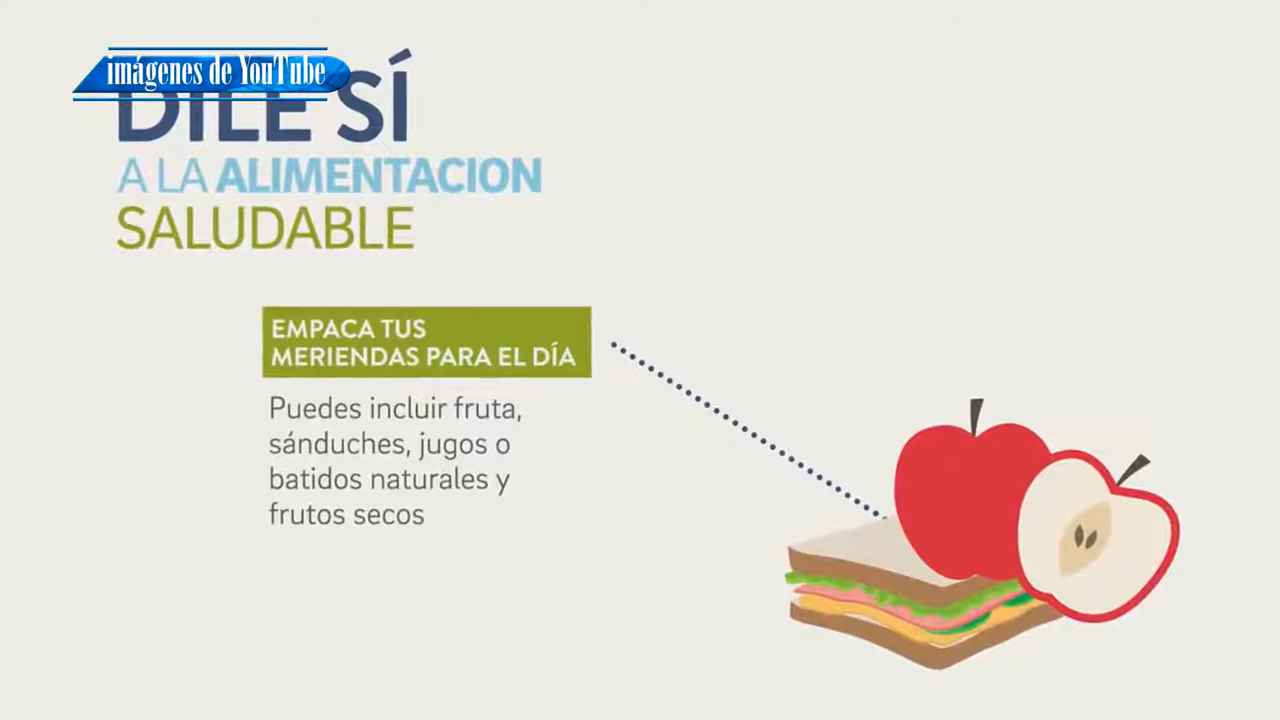 imágenes de YouTube
DILE SÍ
A LA ALIMENTACION
SALUDABLE
EMPACA TUS
MERIENDAS PARA EL DÍA
Puedes incluir fruta,
sánduches, jugos o
batidos naturales y
frutos secos